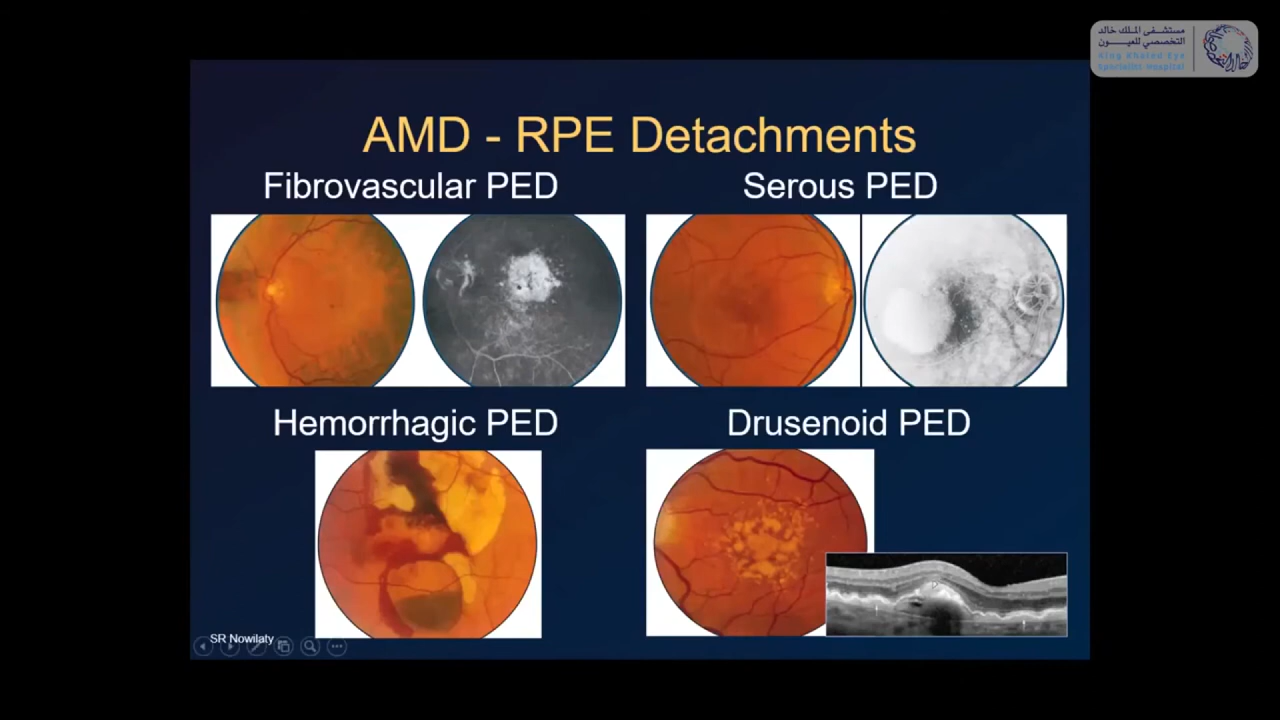 مستشفى الملك خالد
التخصصي للعيون
King Khaled Eye
Specialist Hospital
AMD - RPE Detachments
Fibrovascular PED
Serous PED
Hemorrhagic PED
Drusenoid PED
SR Nowilaty